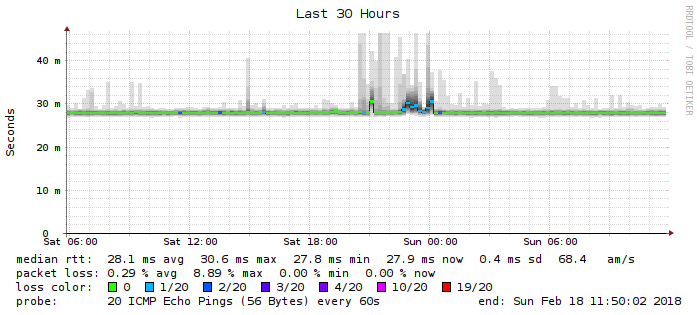 Last 30 Hours
RRDTOOL / TOBI OETIKER
Seconds
40 m
30 m
20 m
10 m
0
Sat 06:00 Sat 12:00 Sat 18:00 Sun 00:00 Sun 06:00
median rtt: 28.1 ms avg 30.6 ms max 27.8 ms min 27.9 ms now 0.4 ms sd 68.4 am/s
packet loss: 0.29 % avg 8.89 % max 0.00 % min 0.00 % now
loss color: 0 1/20 2/20 3/20 4/20 10/20 19/20
probe: 20 ICMP Echo Pings (56 Bytes) every 60s end: Sun Feb 18 11:50:02 2018